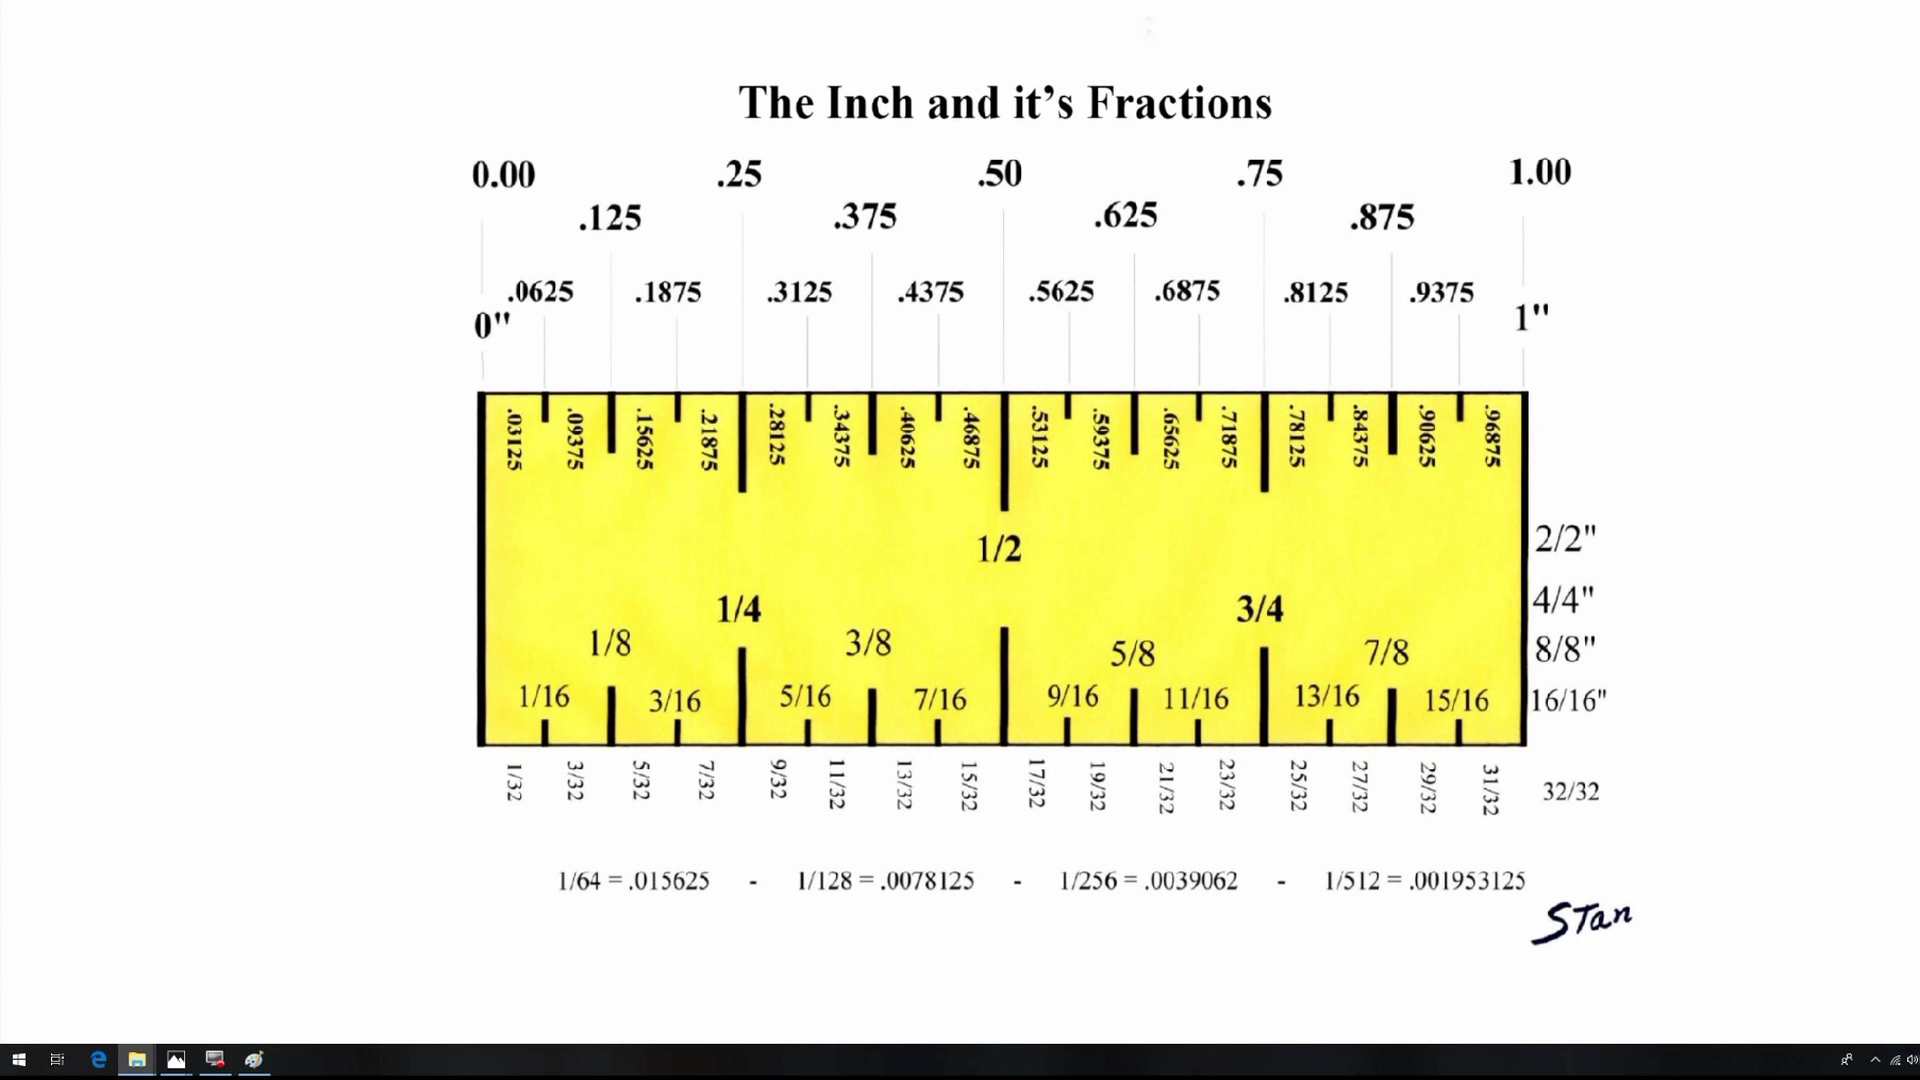 The Inch and it's Fractions
0.00 .25 .50 .75 1.00
.125 .375 .625 .875
.0625 .1875 .3125 .4375 .5625 .6875 .8125 .9375
0" 1"
.03125 .09375 .15625 .21875 .28125 .34375 .40625 .46875 .53125 .59375 .65625 .71875 .78125 .84375 .90625 .96875
1/2 2/2"
1/4 3/4 4/4"
1/8 3/8 5/8 7/8 8/8"
1/16 3/16 5/16 7/16 9/16 11/16 13/16 15/16 16/16"
1/32 3/32 5/32 7/32 9/32 11/32 13/32 15/32 17/32 19/32 21/32 23/32 25/32 27/32 29/32 31/32 32/32
1/64 = .015625 - 1/128 = .0078125 - 1/256 = .0039062 - 1/512 = .001953125
Stan